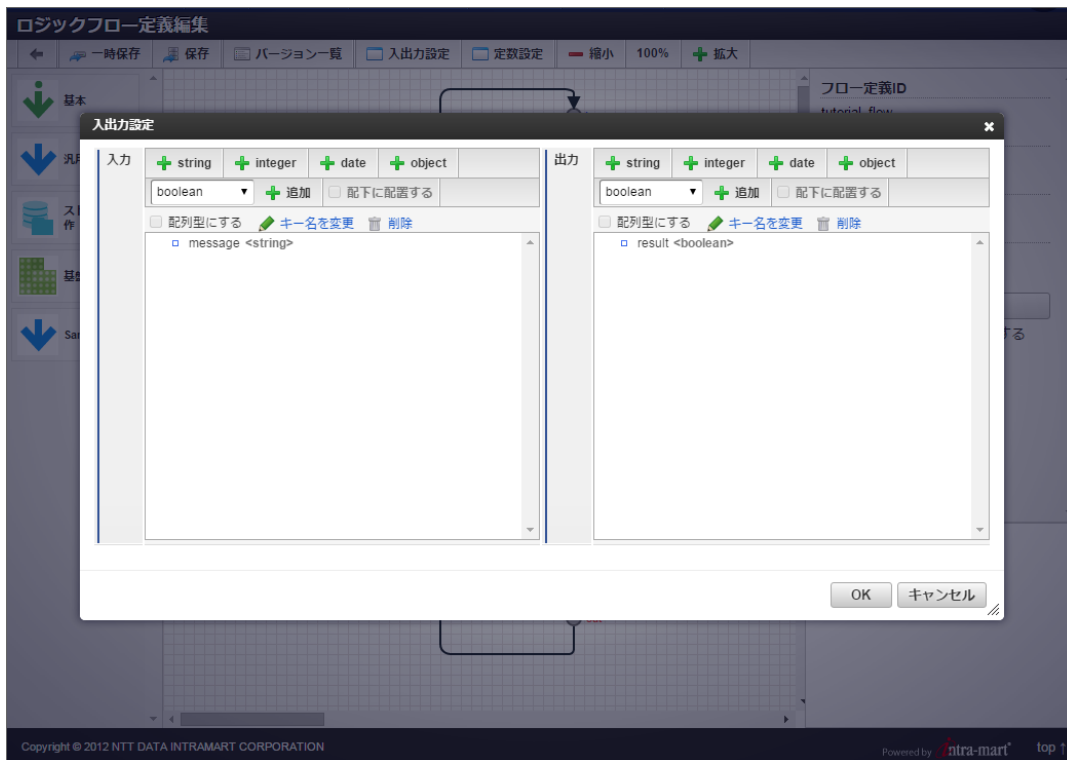 ロジックフロー定義編集
一時保存 保存 バージョン一覧 入出力設定 定数設定 縮小 100% 拡大
基本
フロー定義ID
入出力設定
入力 string integer date object
出力 string integer date object
boolean 追加 配下に配置する
boolean 追加 配下に配置する
配列型にする キー名を変更 削除
配列型にする キー名を変更 削除
message <string>
result <boolean>
作
する
OK キャンセル
Copyright © 2012 NTT DATA INTRAMART CORPORATION
Powered by intra-mart
top ↑